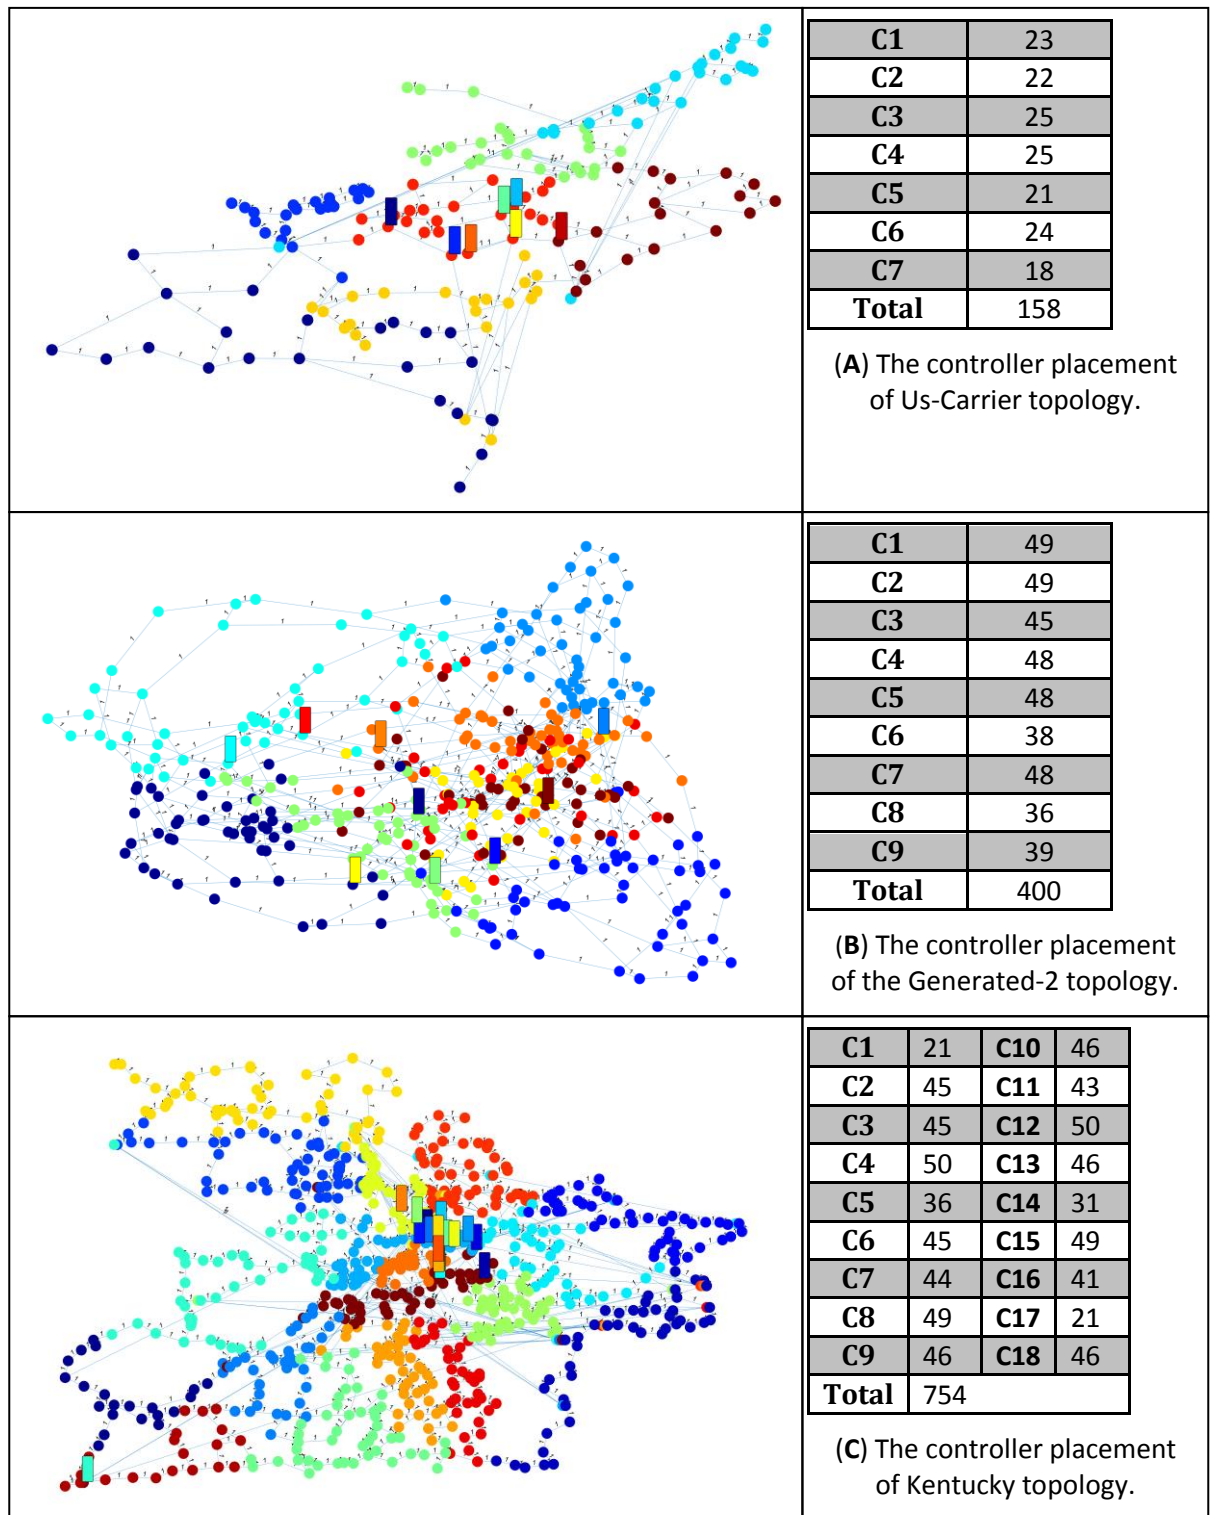 C1 23
C2 22
C3 25
C4 25
C5 21
C6 24
C7 18
Total 158
(A) The controller placement
of Us-Carrier topology.
C1 49
C2 49
C3 45
C4 48
C5 48
C6 38
C7 48
C8 36
C9 39
Total 400
(B) The controller placement
of the Generated-2 topology.
C1 21 C10 46
C2 45 C11 43
C3 45 C12 50
C4 50 C13 46
C5 36 C14 31
C6 45 C15 49
C7 44 C16 41
C8 49 C17 21
C9 46 C18 46
Total 754
(C) The controller placement
of Kentucky topology.